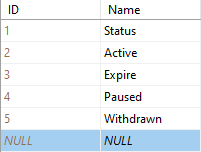 ID Name
1 Status
2 Active
3 Expire
4 Paused
5 Withdrawn
NULL NULL